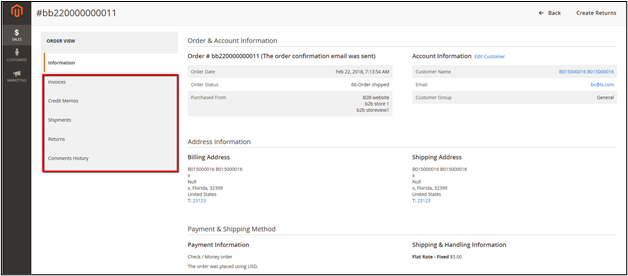 #bb220000000011
← Back
Create Returns
SALES
CUSTOMERS
MARKETING
ORDER VIEW
Information
Invoices
Credit Memos
Shipments
Returns
Comments History
Order & Account Information
Order # bb220000000011 (The order confirmation email was sent)
Order Date Feb 22, 2018, 7:13:54 AM
Order Status 66-Order shipped
Purchased From B2B website
b2b store 1
b2b storeview1
Account Information Edit Customer
Customer Name B015000016 B015000016
Email bc@ls.com
Customer Group General
Address Information
Billing Address
B015000016 B015000016
x
Null
x, Florida, 32399
United States
T: 23123
Shipping Address
B015000016 B015000016
x
Null
x, Florida, 32399
United States
T: 23123
Payment & Shipping Method
Payment Information
Check / Money order
The order was placed using USD.
Shipping & Handling Information
Flat Rate - Fixed $5.00